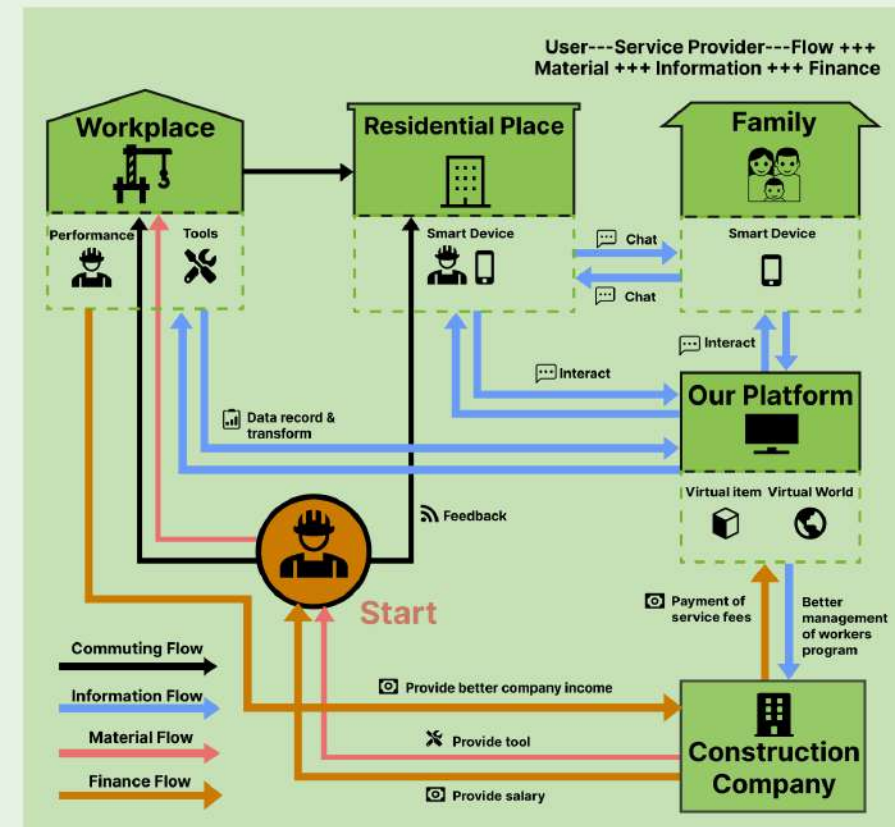 User---Service Provider---Flow +++
Material +++ Information +++ Finance
Workplace
Residential Place
Family
Performance
Tools
Smart Device
Smart Device
Chat
Chat
Interact
Interact
Our Platform
Data record &
transform
Virtual item
Virtual World
Feedback
Start
Payment of
service fees
Better
management
of workers
program
Commuting Flow
Information Flow
Material Flow
Finance Flow
Provide better company income
Provide tool
Provide salary
Construction
Company